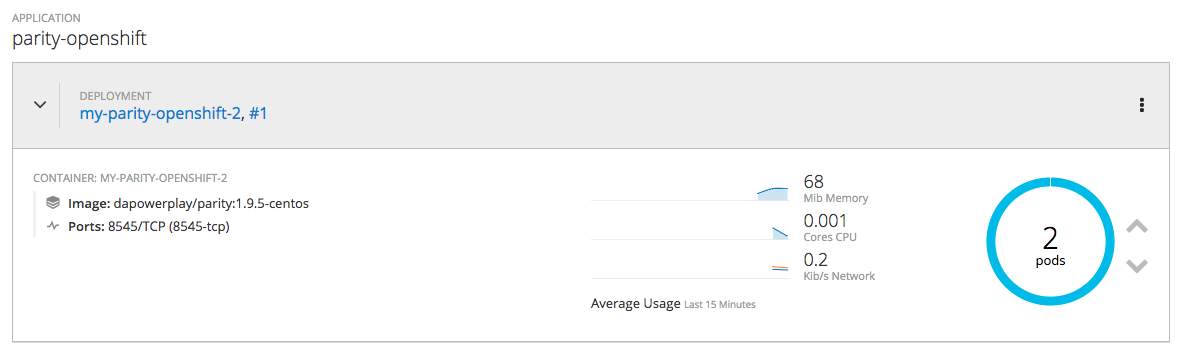 APPLICATION
parity-openshift
DEPLOYMENT
my-parity-openshift-2, #1
CONTAINER: MY-PARITY-OPENSHIFT-2
Image: dapowerplay/parity:1.9.5-centos
Ports: 8545/TCP (8545-tcp)
68
Mib Memory
0.001
Cores CPU
0.2
Kib/s Network
Average Usage Last 15 Minutes
2
pods